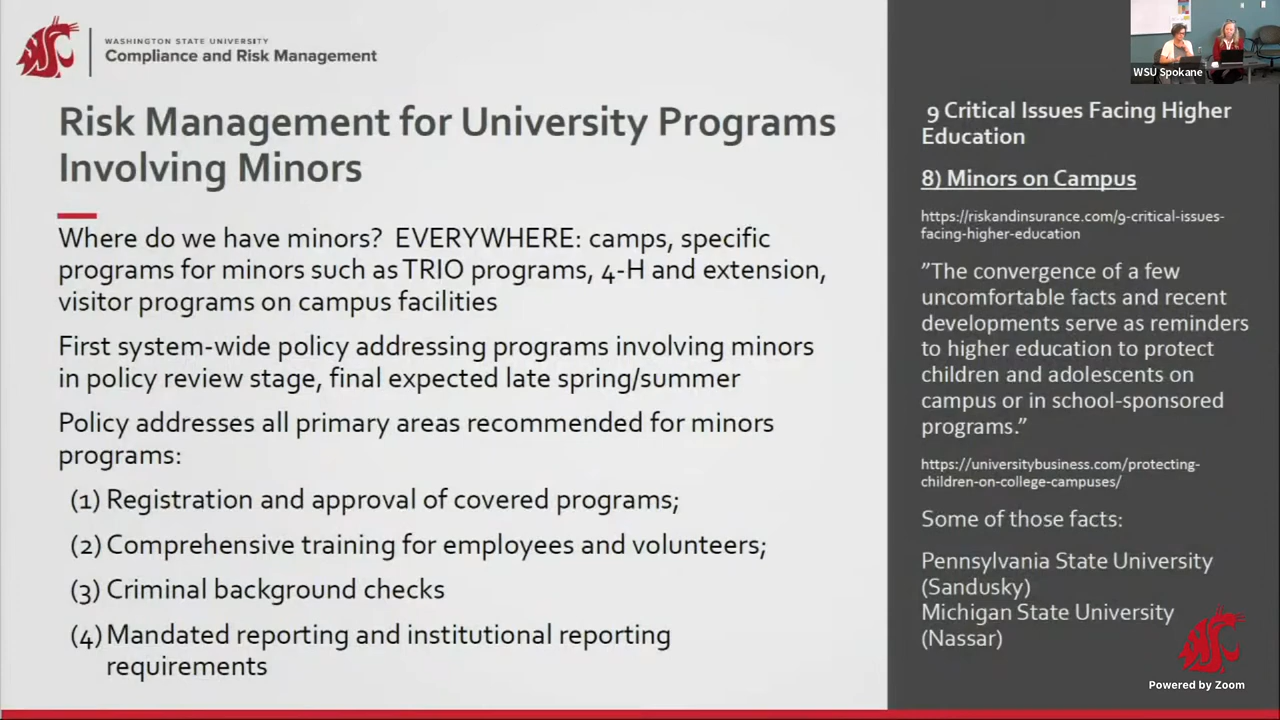 WASHINGTON STATE UNIVERSITY
Compliance and Risk Management
Risk Management for University Programs
Involving Minors
Where do we have minors?  EVERYWHERE: camps, specific
programs for minors such as TRIO programs, 4-H and extension,
visitor programs on campus facilities
First system-wide policy addressing programs involving minors
in policy review stage, final expected late spring/summer
Policy addresses all primary areas recommended for minors
programs:
(1) Registration and approval of covered programs;
(2) Comprehensive training for employees and volunteers;
(3) Criminal background checks
(4) Mandated reporting and institutional reporting
requirements
WSU Spokane
9 Critical Issues Facing Higher
Education
8) Minors on Campus
https://riskandinsurance.com/9-critical-issues-
facing-higher-education
”The convergence of a few
uncomfortable facts and recent
developments serve as reminders
to higher education to protect
children and adolescents on
campus or in school-sponsored
programs.”
https://universitybusiness.com/protecting-
children-on-college-campuses/
Some of those facts:
Pennsylvania State University
(Sandusky)
Michigan State University
(Nassar)
Powered by Zoom